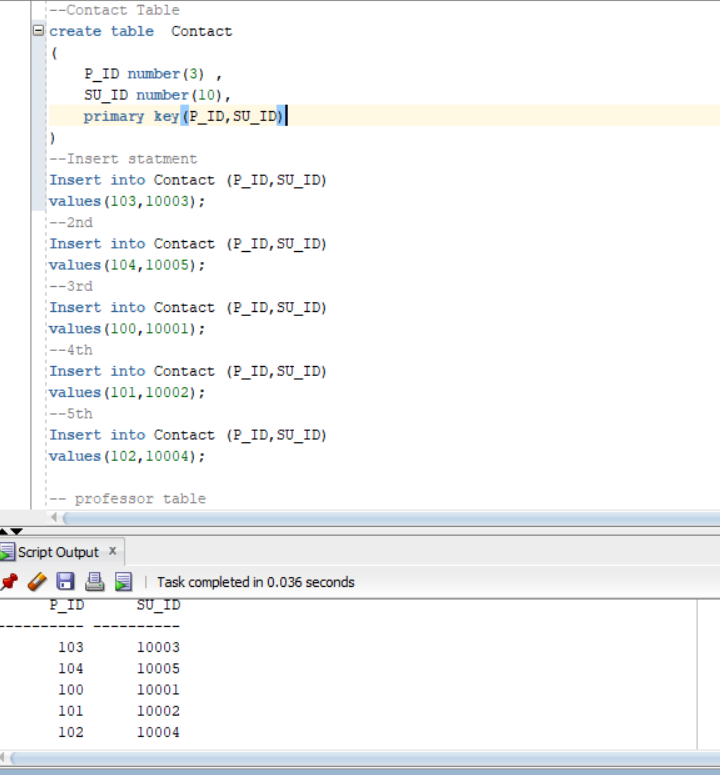 --Contact Table
create table  Contact
(
    P_ID number(3) ,
    SU_ID number(10),
    primary key(P_ID,SU_ID)
)
--Insert statment
Insert into Contact (P_ID,SU_ID)
values(103,10003);
--2nd
Insert into Contact (P_ID,SU_ID)
values(104,10005);
--3rd
Insert into Contact (P_ID,SU_ID)
values(100,10001);
--4th
Insert into Contact (P_ID,SU_ID)
values(101,10002);
--5th
Insert into Contact (P_ID,SU_ID)
values(102,10004);
-- professor table
Script Output x
Task completed in 0.036 seconds
P_ID      SU_ID
---------- ----------
103      10003
104      10005
100      10001
101      10002
102      10004